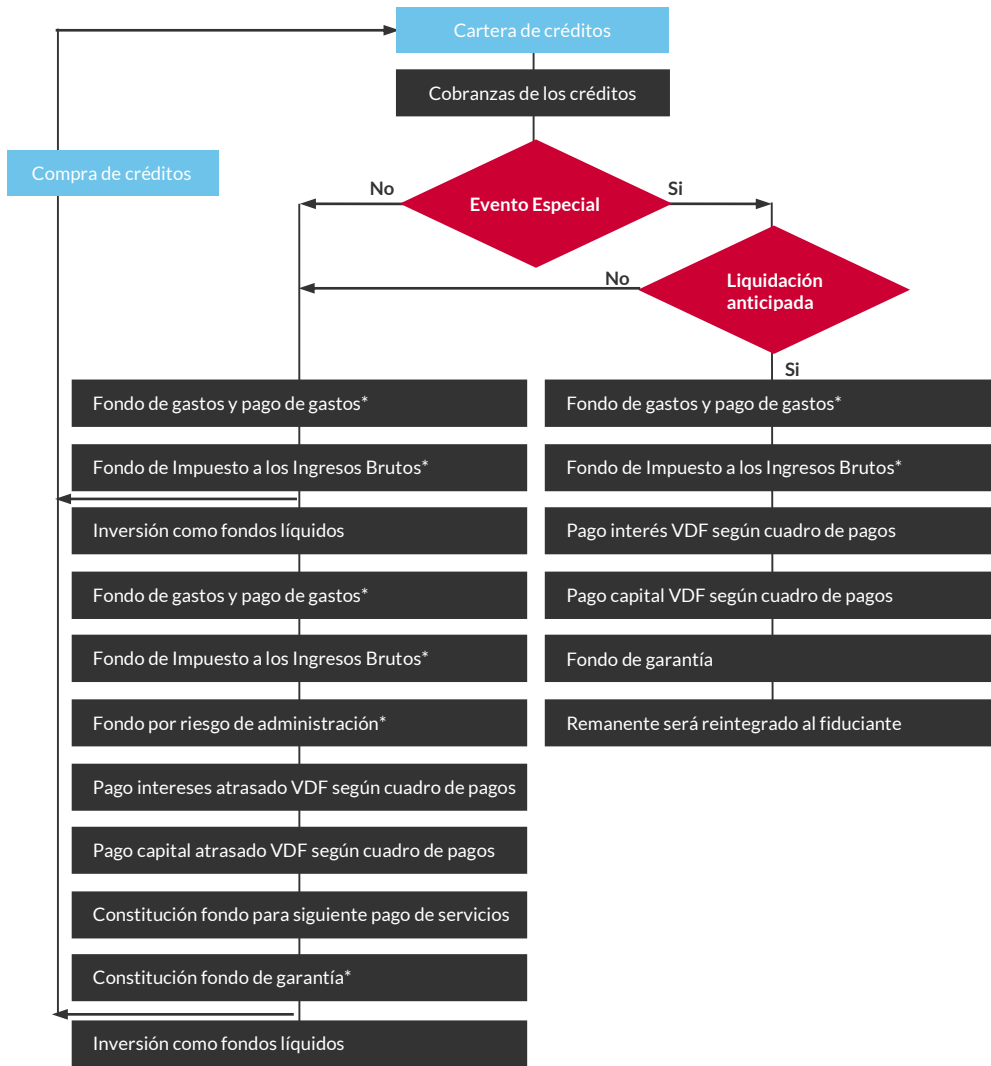 Cartera de créditos
Cobranzas de los créditos
Compra de créditos
No
Evento Especial
Si
No
Liquidación
anticipada
Si
Fondo de gastos y pago de gastos*
Fondo de Impuesto a los Ingresos Brutos*
Inversión como fondos líquidos
Fondo de gastos y pago de gastos*
Fondo de Impuesto a los Ingresos Brutos*
Fondo por riesgo de administración*
Pago intereses atrasado VDF según cuadro de pagos
Pago capital atrasado VDF según cuadro de pagos
Constitución fondo para siguiente pago de servicios
Constitución fondo de garantía*
Inversión como fondos líquidos
Fondo de gastos y pago de gastos*
Fondo de Impuesto a los Ingresos Brutos*
Pago interés VDF según cuadro de pagos
Pago capital VDF según cuadro de pagos
Fondo de garantía
Remanente será reintegrado al fiduciante